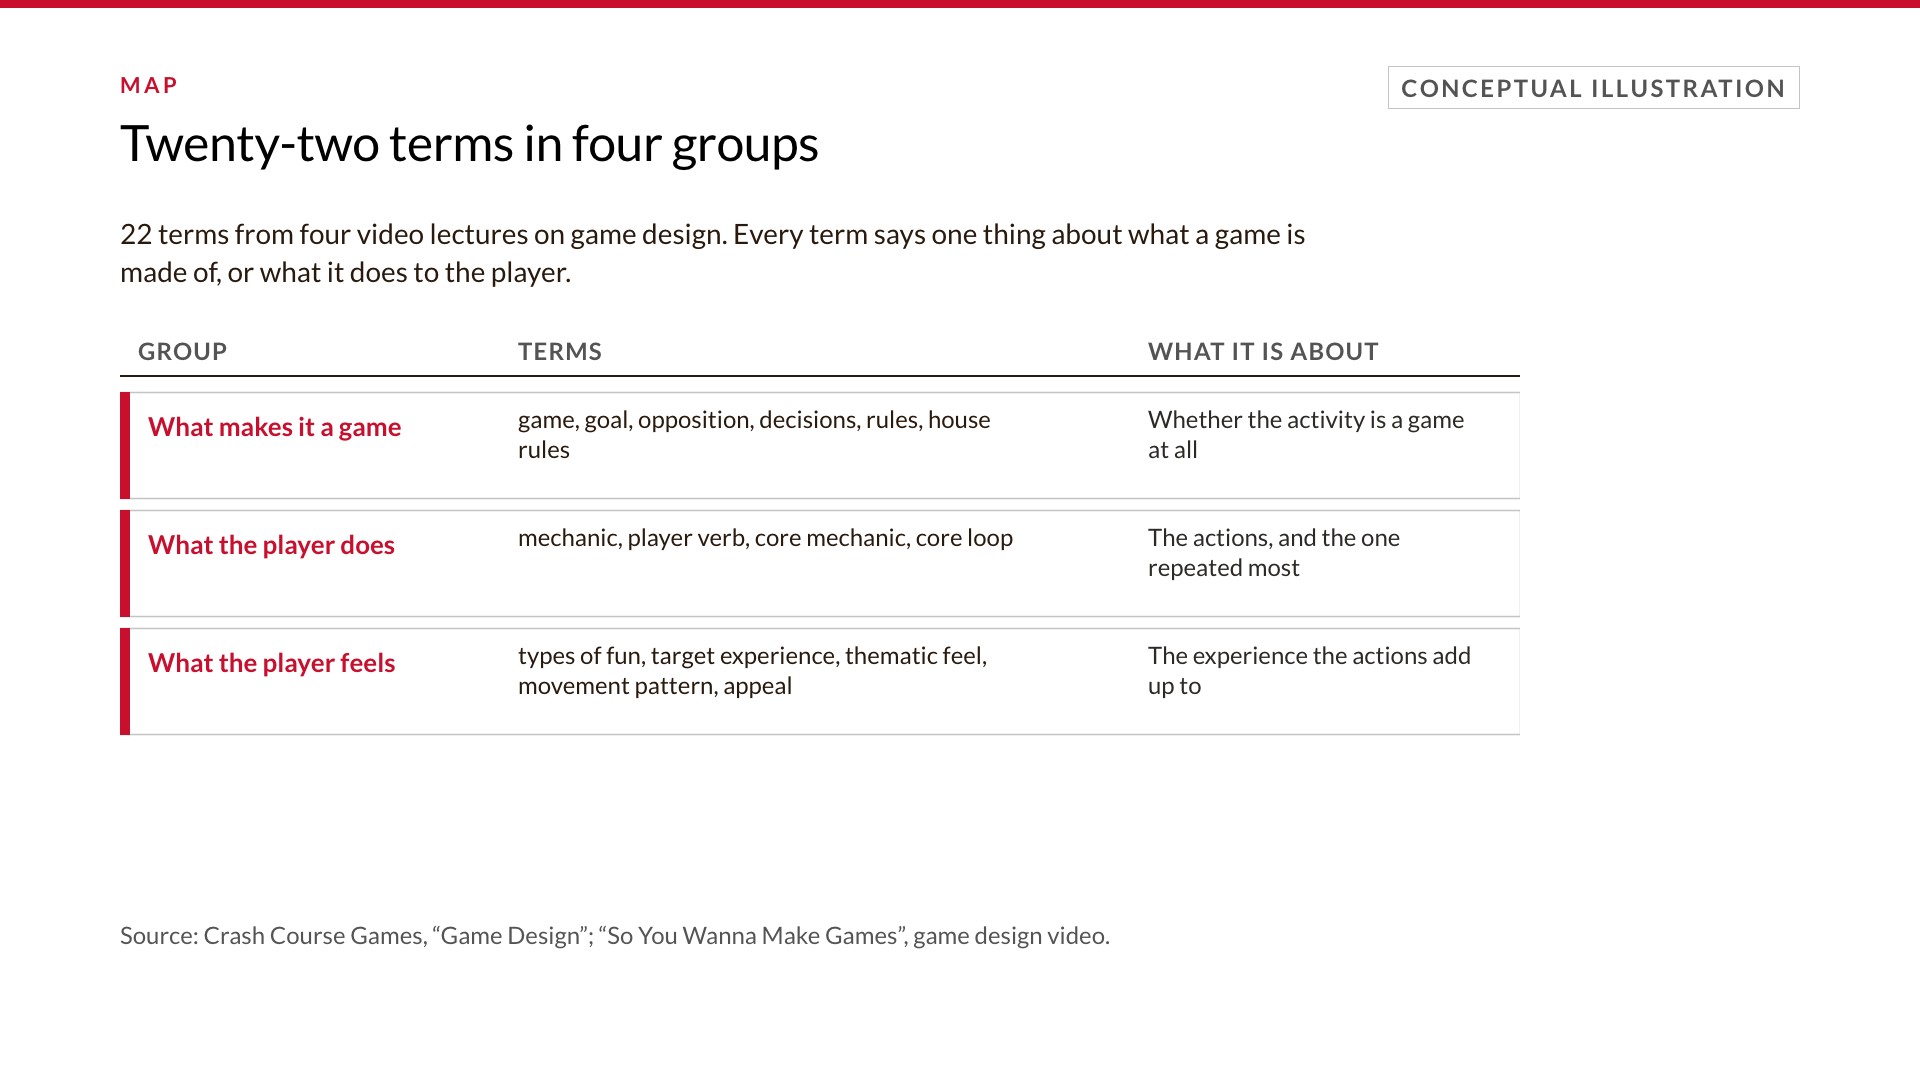 MAP
CONCEPTUAL ILLUSTRATION
Twenty-two terms in four groups
22 terms from four video lectures on game design. Every term says one thing about what a game is
made of, or what it does to the player.
GROUP TERMS WHAT IT IS ABOUT
What makes it a game
game, goal, opposition, decisions, rules, house
rules
Whether the activity is a game
at all
What the player does
mechanic, player verb, core mechanic, core loop
The actions, and the one
repeated most
What the player feels
types of fun, target experience, thematic feel,
movement pattern, appeal
The experience the actions add
up to
Source: Crash Course Games, “Game Design”; “So You Wanna Make Games”, game design video.